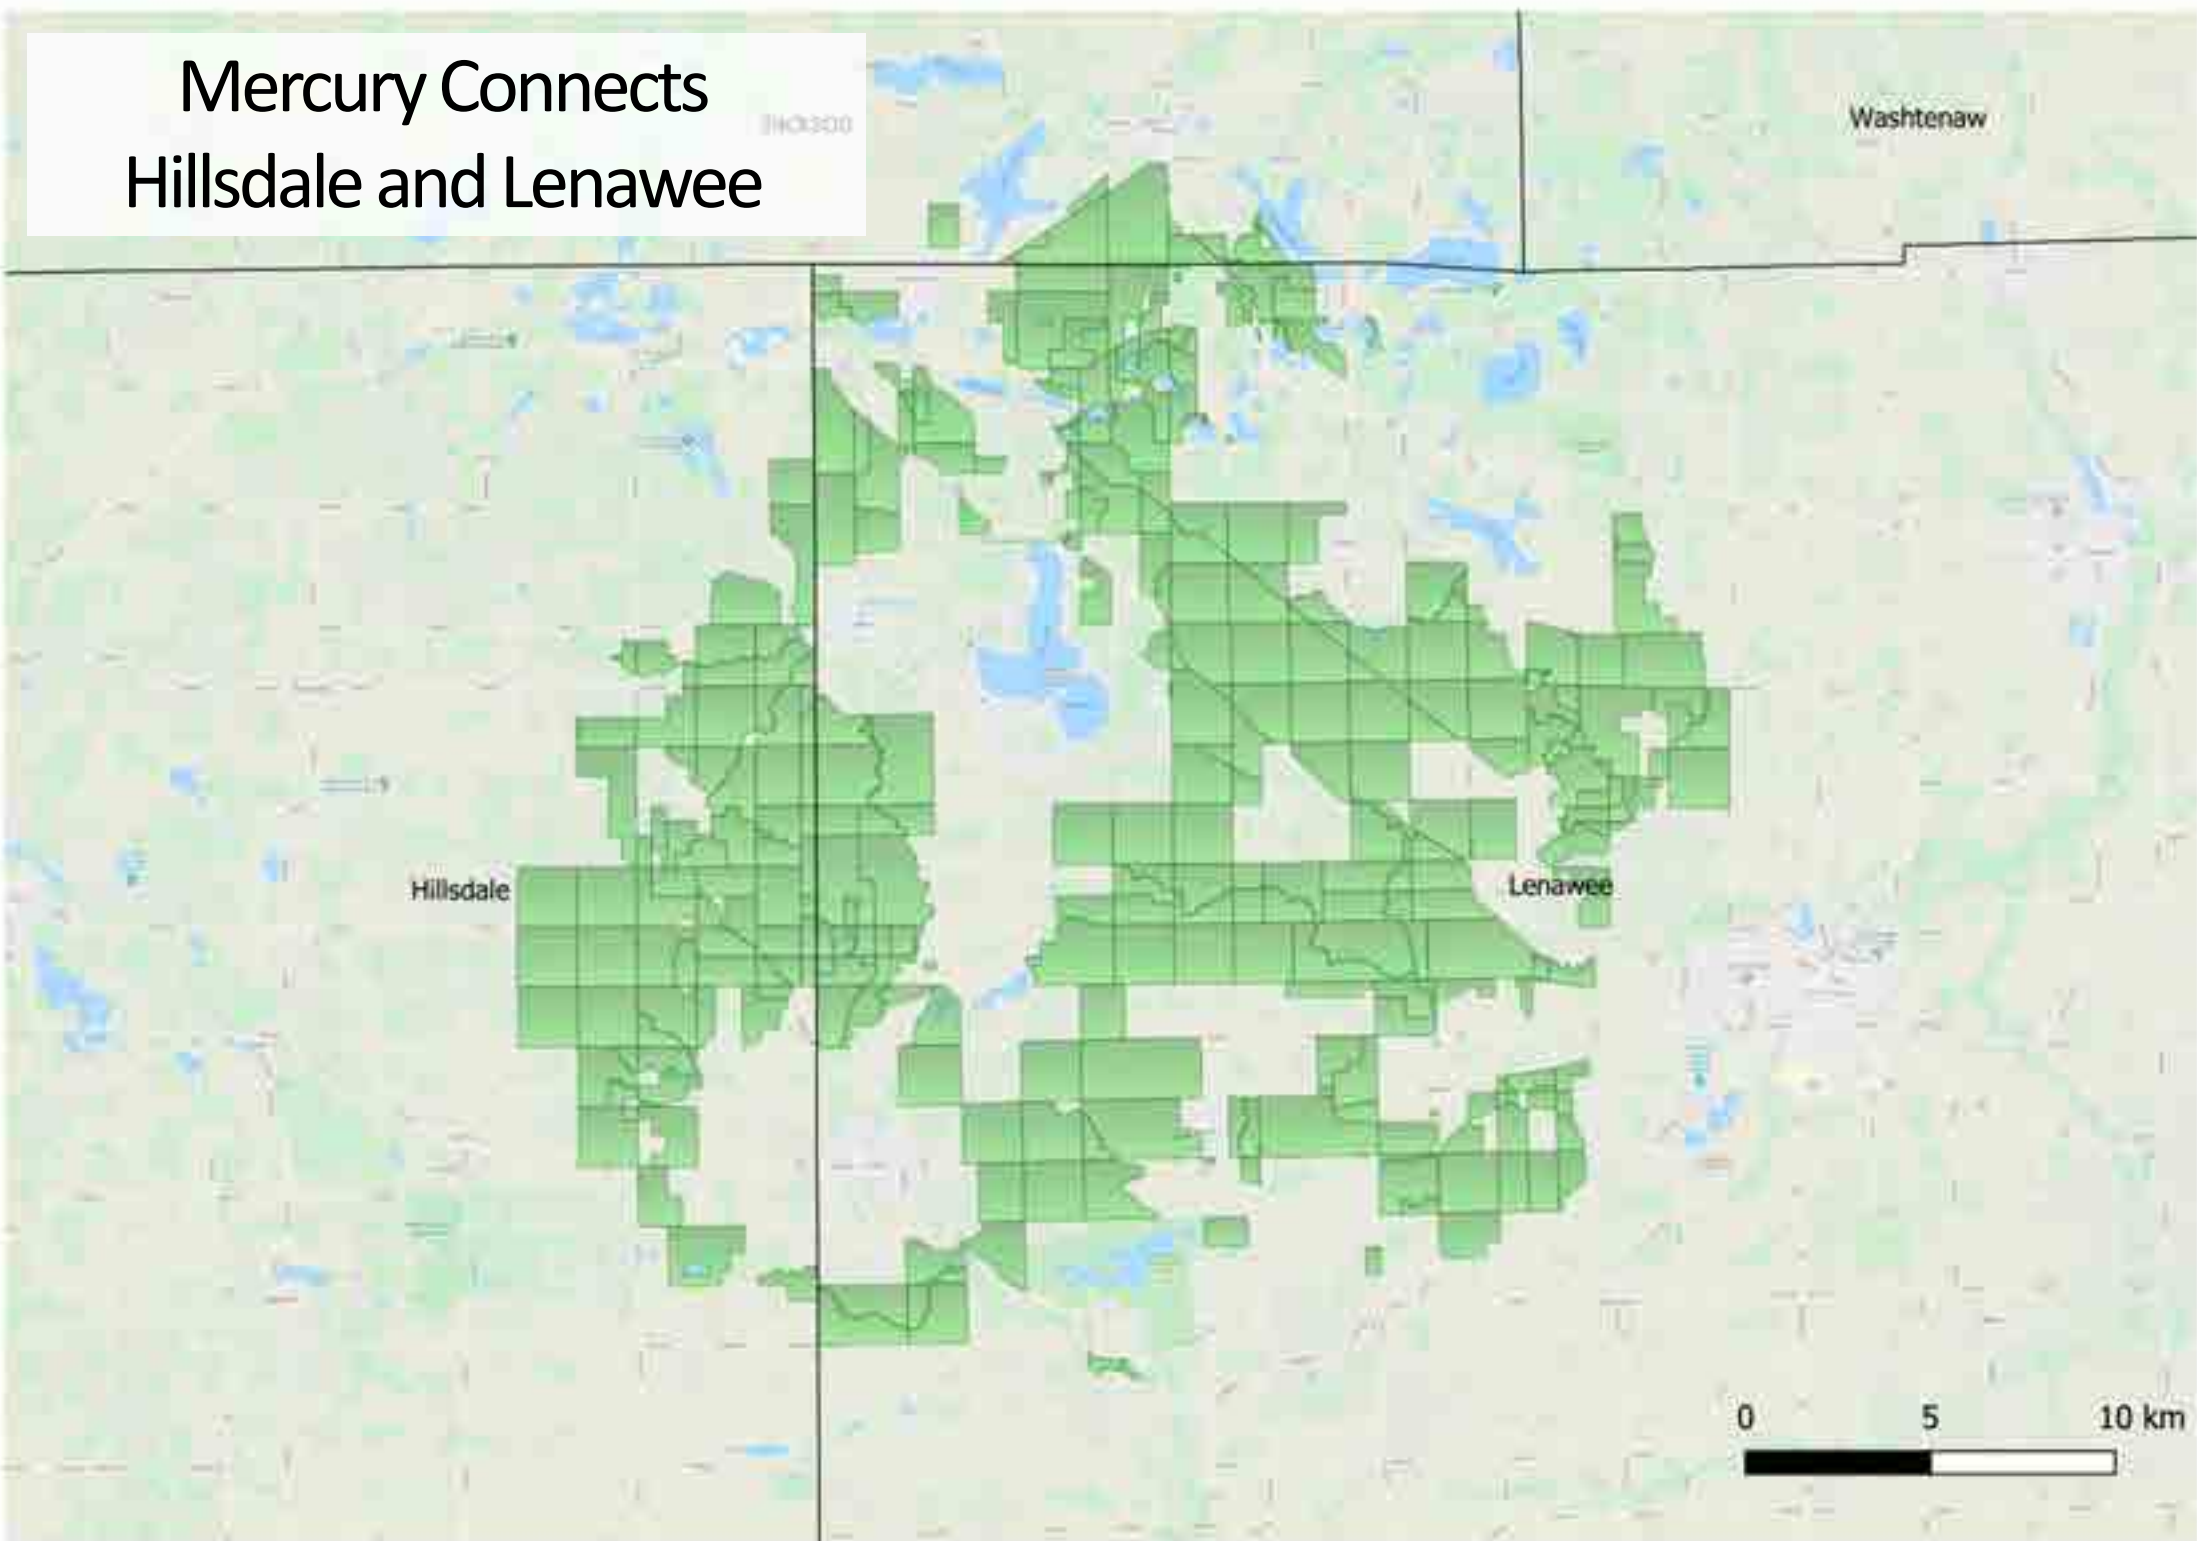 Mercury Connects
Hillsdale and Lenawee
Washtenaw
Hillsdale
Lenawee
0 5 10 km